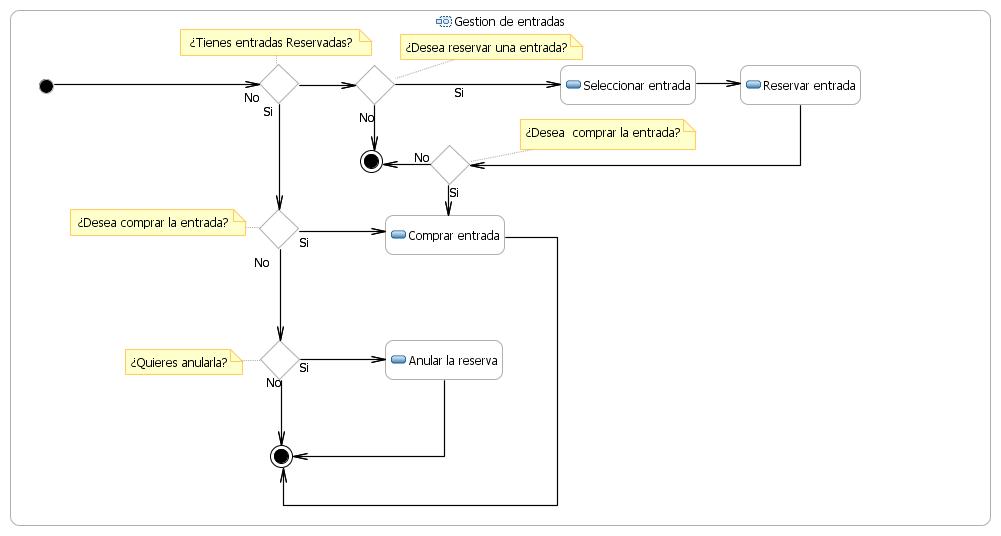 Gestion de entradas
¿Tienes entradas Reservadas?
¿Desea reservar una entrada?
No
Si
Si
Seleccionar entrada
Reservar entrada
No
¿Desea comprar la entrada?
No
Si
¿Desea comprar la entrada?
Si
Comprar entrada
No
¿Quieres anularla?
Si
Anular la reserva
No